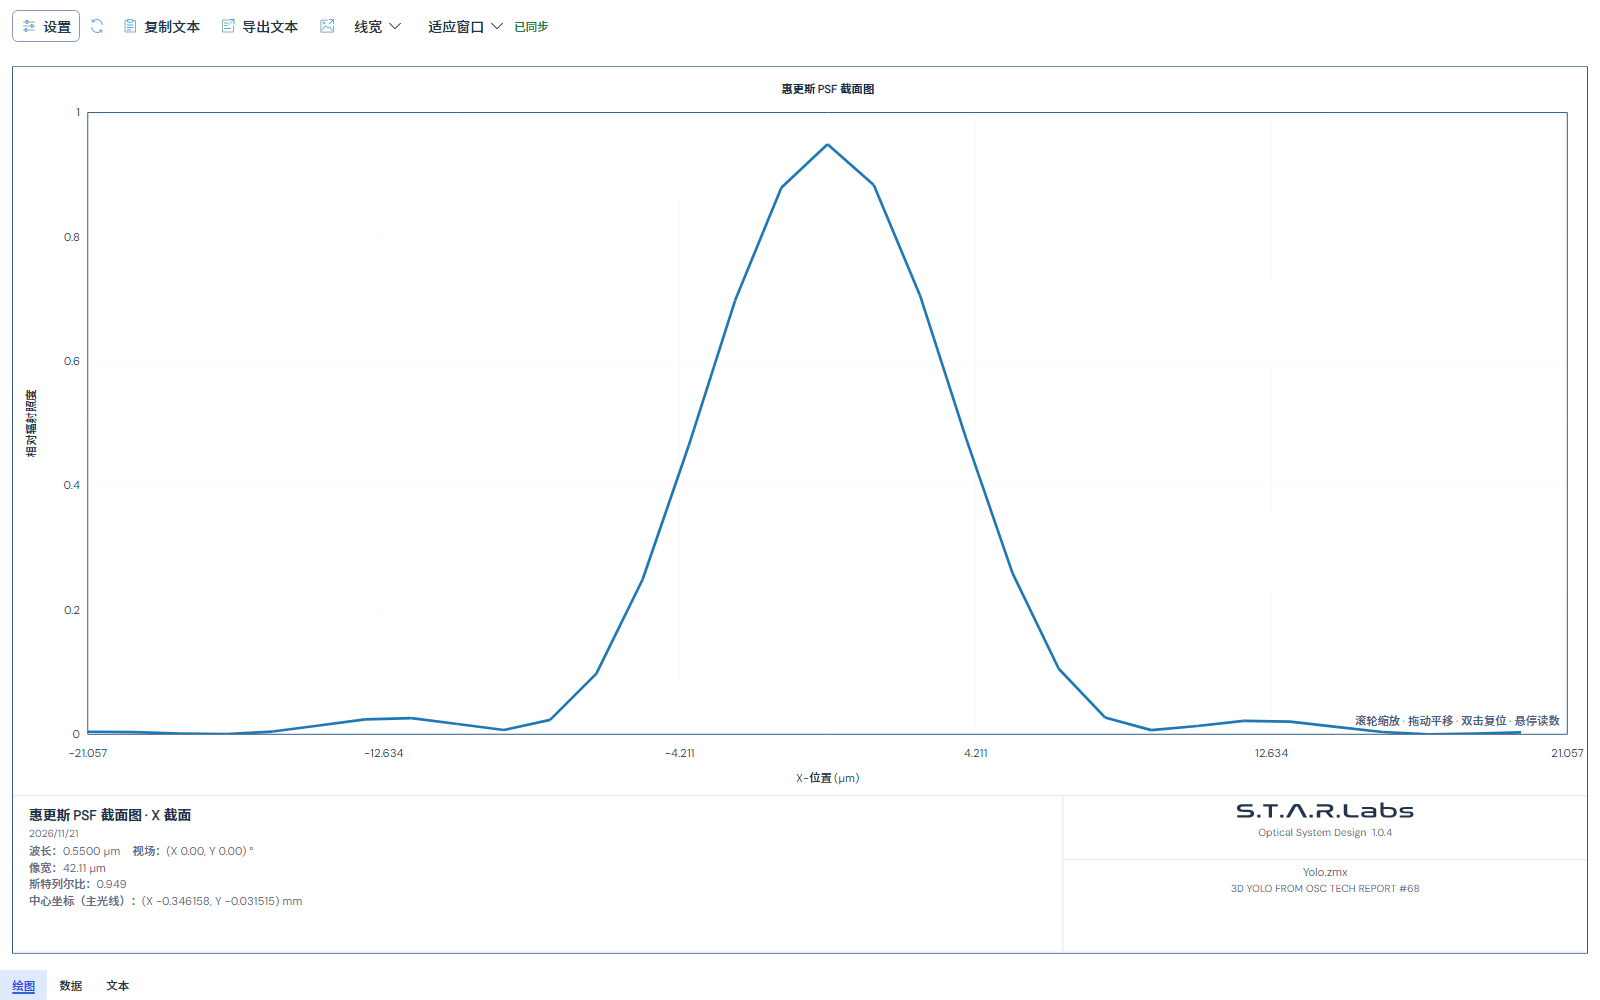 设置 复制文本 导出文本 线宽 适应窗口 已同步
惠更斯 PSF 截面图
1
0.8
0.6
0.4
0.2
0
相对辐射照度
滚轮缩放 · 拖动平移 · 双击复位 · 悬停读数
-21.057 -12.634 -4.211 4.211 12.634 21.057
X-位置 (µm)
惠更斯 PSF 截面图 · X 截面
2026/11/21
波长: 0.5500 µm 视场: (X 0.00, Y 0.00) °
像宽: 42.11 µm
斯特列尔比: 0.949
中心坐标（主光线）: (X -0.346158, Y -0.031515) mm
S.T.A.R.Labs
Optical System Design 1.0.4
Yolo.zmx
3D YOLO FROM OSC TECH REPORT #68
绘图 数据 文本